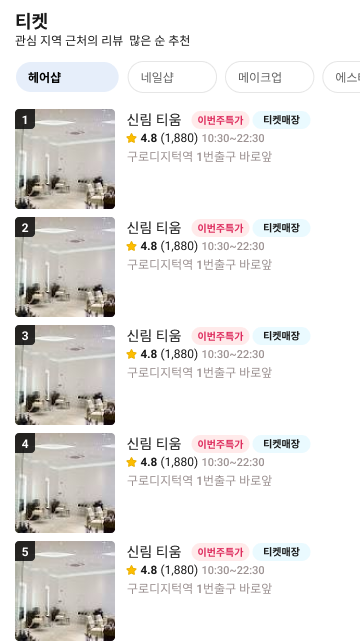 티켓
관심 지역 근처의 리뷰 많은 순 추천
헤어샵 네일샵 메이크업
1 신림 티움 이번주특가 티켓매장
4.8 (1,880) 10:30~22:30
구로디지턱역 1번출구 바로앞
2 신림 티움 이번주특가 티켓매장
4.8 (1,880) 10:30~22:30
구로디지턱역 1번출구 바로앞
3 신림 티움 이번주특가 티켓매장
4.8 (1,880) 10:30~22:30
구로디지턱역 1번출구 바로앞
4 신림 티움 이번주특가 티켓매장
4.8 (1,880) 10:30~22:30
구로디지턱역 1번출구 바로앞
5 신림 티움 이번주특가 티켓매장
4.8 (1,880) 10:30~22:30
구로디지턱역 1번출구 바로앞